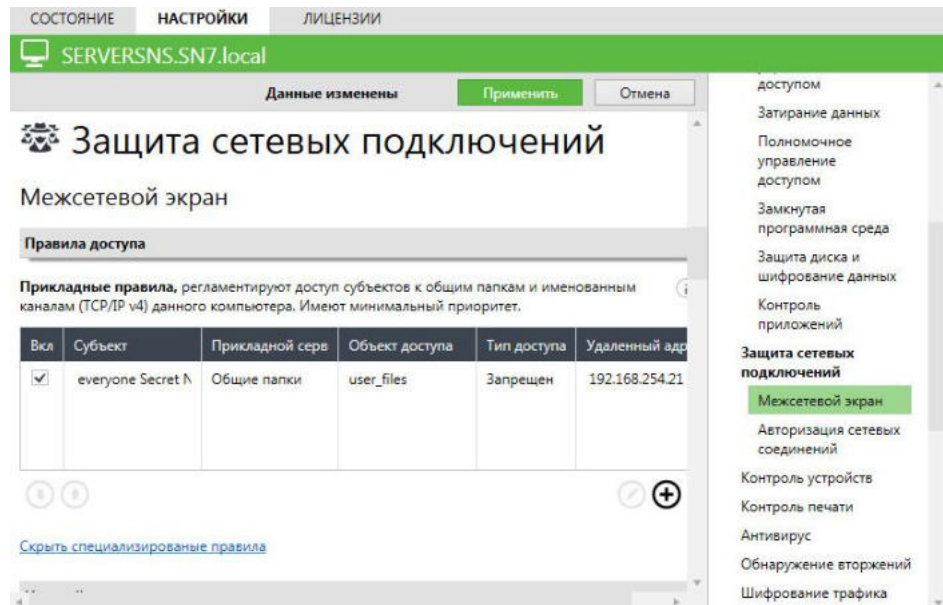 СОСТОЯНИЕ НАСТРОЙКИ ЛИЦЕНЗИИ
SERVERSNS.SN7.local
Данные изменены Применить Отмена
Защита сетевых подключений
Межсетевой экран
Правила доступа
Прикладные правила, регламентируют доступ субъектов к общим папкам и именованным
каналам (TCP/IP v4) данного компьютера. Имеют минимальный приоритет.
Вкл Субъект Прикладной серв Объект доступа Тип доступа Удаленный адр
everyone Secret N Общие папки user_files Запрещен 192.168.254.21
Скрыть специализированые правила
доступом
Затирание данных
Полномочное
управление
доступом
Замкнутая
программная среда
Защита диска и
шифрование данных
Контроль
приложений
Защита сетевых
подключений
Межсетевой экран
Авторизация сетевых
соединений
Контроль устройств
Контроль печати
Антивирус
Обнаружение вторжений
Шифрование трафика